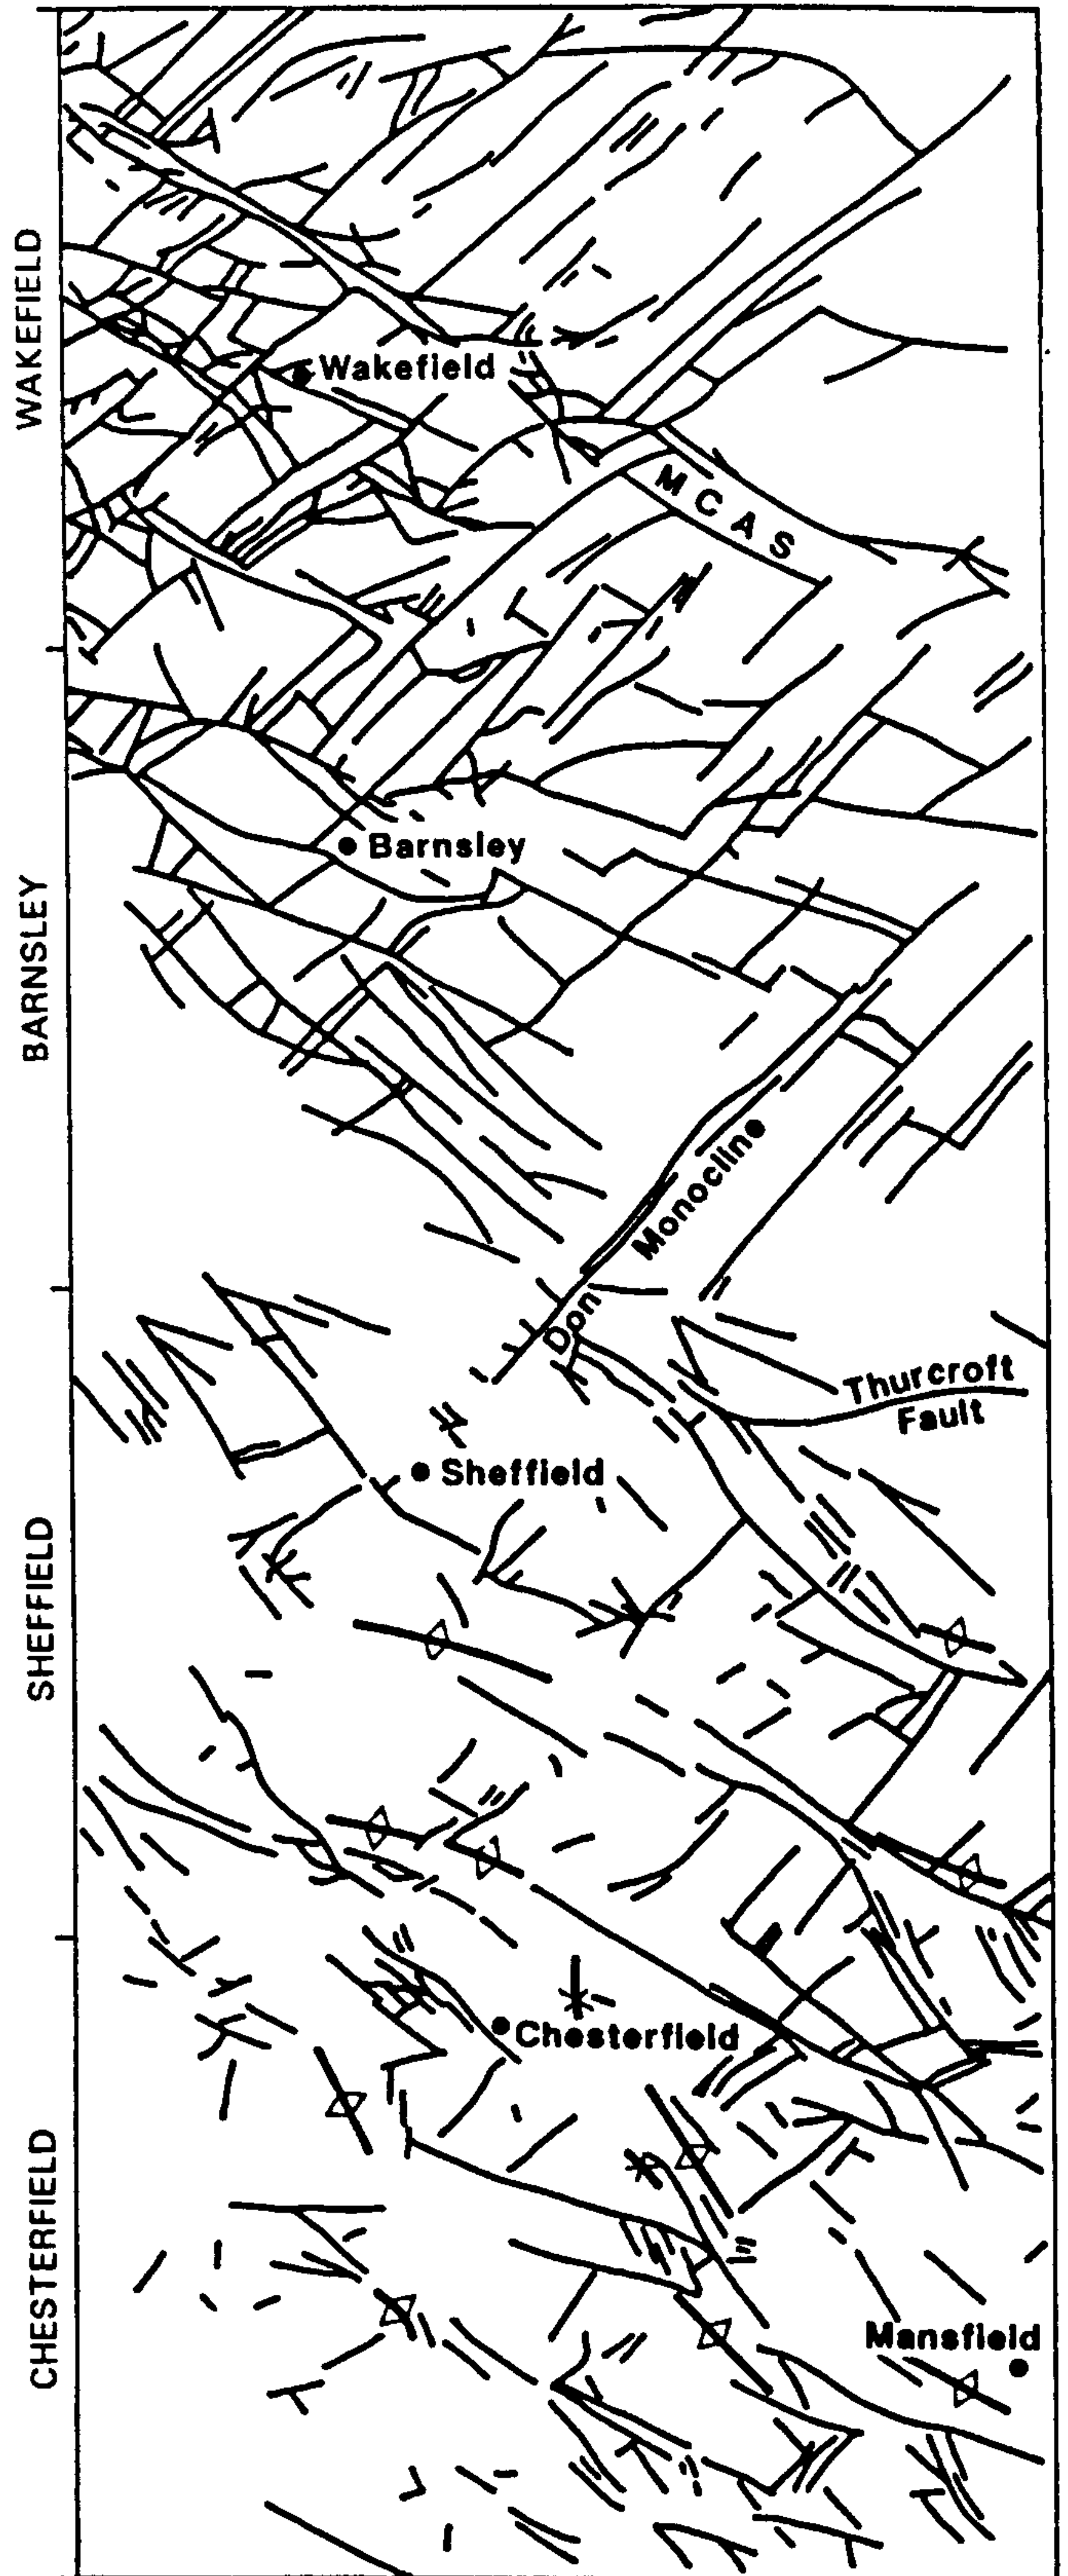 WAKEFIELD
Wakefield
MCAS
Barnsley
BARNSLEY
Don Monocline
Thurcroft
Fault
Sheffield
SHEFFIELD
Chesterfield
CHESTERFIELD
Mansfield